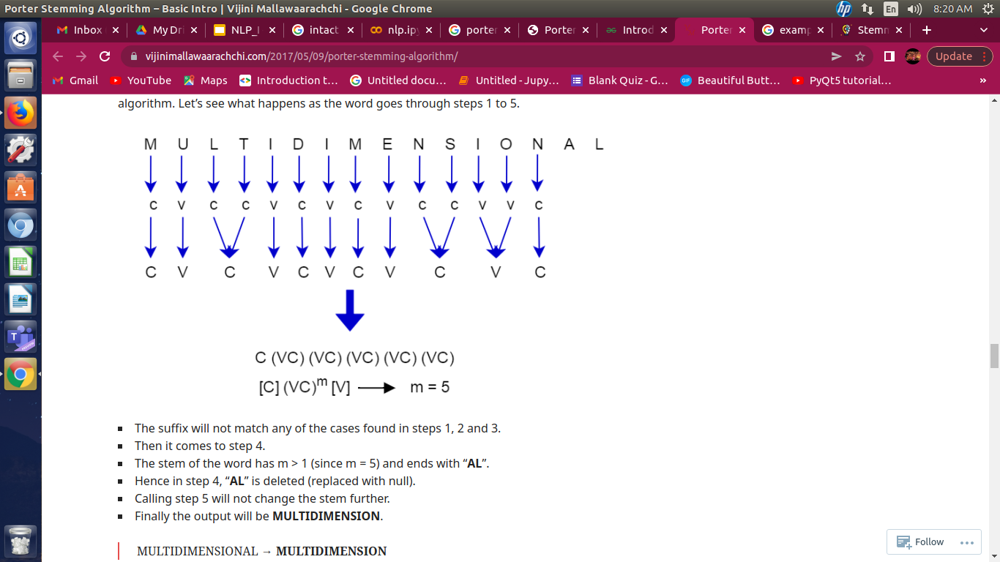 Porter Stemming Algorithm – Basic Intro | Vijini Mallawaarachchi - Google Chrome
hp En 8:20 AM
Inbox My Dri NLP_I intact nlp.ip porter Porter Introd Porter examp Stemm
vijinimallawaarachchi.com/2017/05/09/porter-stemming-algorithm/ Update
Gmail YouTube Maps Introduction t... Untitled docu... Untitled - Jupy... Blank Quiz - G... GIF Beautiful Butt... PyQt5 tutorial... »
algorithm. Let’s see what happens as the word goes through steps 1 to 5.
M U L T I D I M E N S I O N A L
C V C C V C V C V C C V V C
C V C V C V C V C V C
C (VC) (VC) (VC) (VC) (VC)
[C] (VC)m [V] m = 5
▪ The suffix will not match any of the cases found in steps 1, 2 and 3.
▪ Then it comes to step 4.
▪ The stem of the word has m > 1 (since m = 5) and ends with “AL”.
▪ Hence in step 4, “AL” is deleted (replaced with null).
▪ Calling step 5 will not change the stem further.
▪ Finally the output will be MULTIDIMENSION.
Follow ...
MULTIDIMENSIONAL → MULTIDIMENSION